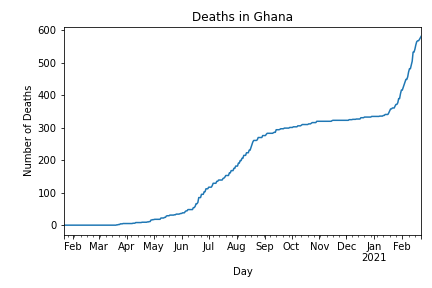 Deaths in Ghana
600
500
400
300
200
100
0
Number of Deaths
Feb Mar Apr May Jun Jul Aug Sep Oct Nov Dec Jan Feb
2021
Day